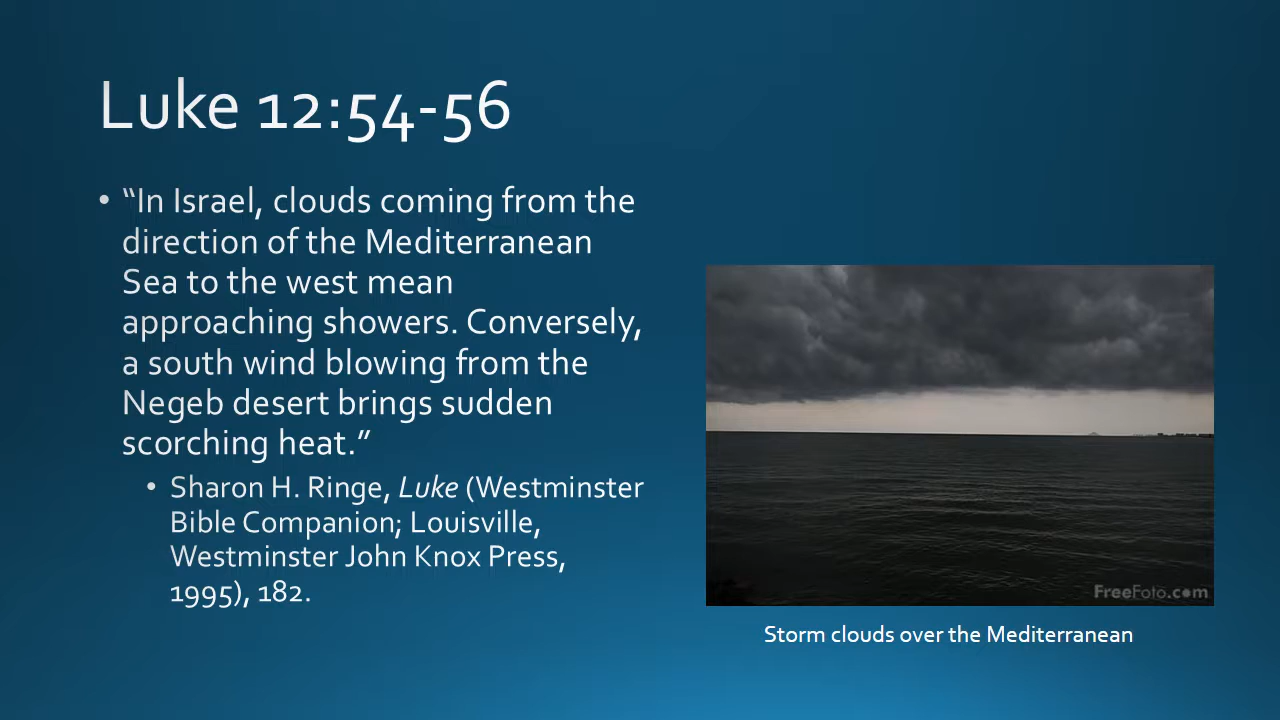 Luke 12:54-56
• “In Israel, clouds coming from the
direction of the Mediterranean
Sea to the west mean
approaching showers. Conversely,
a south wind blowing from the
Negeb desert brings sudden
scorching heat.”
• Sharon H. Ringe, Luke (Westminster
Bible Companion; Louisville,
Westminster John Knox Press,
1995), 182.
FreeFoto.com
Storm clouds over the Mediterranean